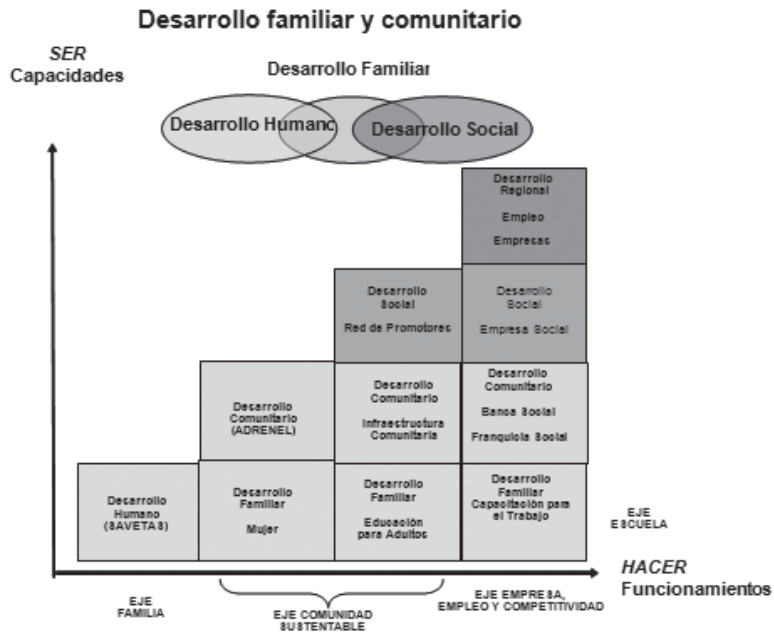 Desarrollo familiar y comunitario
SER
Capacidades
Desarrollo Familiar
Desarrollo Humano
Desarrollo Social
Desarrollo
Regional
Empleo
Empresas
Desarrollo
Social
Red de Promotores
Desarrollo
Social
Empresa Social
Desarrollo
Comunitario
(ADRENEL)
Desarrollo
Comunitario
Infraestructura
Comunitaria
Desarrollo
Comunitario
Banca Social
Franquicia Social
Desarrollo
Humano
(SAVETAS)
Desarrollo
Familiar
Mujer
Desarrollo
Familiar
Educación
para Adultos
Desarrollo
Familiar
Capacitación para
el Trabajo
EJE
ESCUELA
HACER
Funcionamientos
EJE
FAMILIA
EJE COMUNIDAD
SUSTENTABLE
EJE EMPRESA,
EMPLEO Y COMPETITIVIDAD